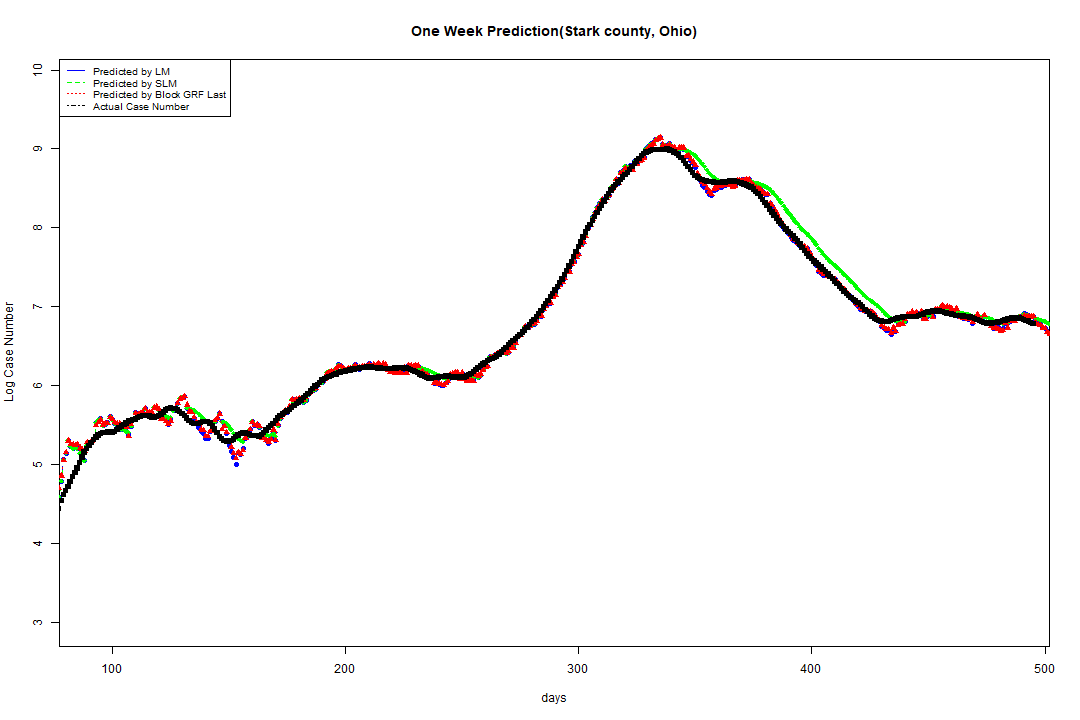 One Week Prediction(Stark county, Ohio)
Predicted by LM
Predicted by SLM
Predicted by Block GRF Last
Actual Case Number
10
9
8
7
6
5
4
3
Log Case Number
100 200 300 400 500
days